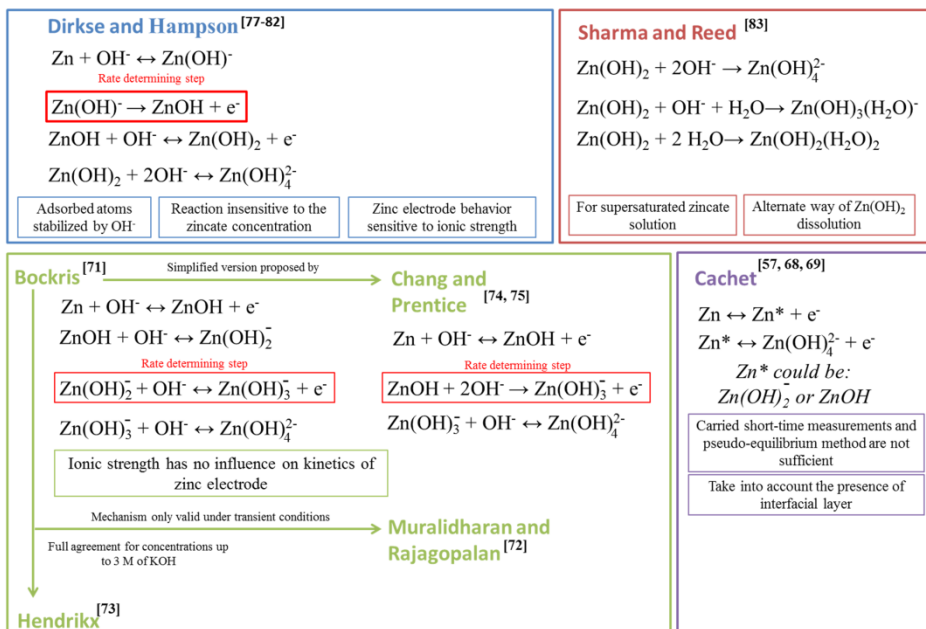 Dirkse and Hampson[77-82]
Zn + OH⁻ ↔ Zn(OH)⁻
Rate determining step
Zn(OH)⁻ → ZnOH + e⁻
ZnOH + OH⁻ ↔ Zn(OH)₂ + e⁻
Zn(OH)₂ + 2OH⁻ ↔ Zn(OH)₄²⁻
Adsorbed atoms
stabilized by OH⁻
Reaction insensitive to the
zincate concentration
Zinc electrode behavior
sensitive to ionic strength
Sharma and Reed [83]
Zn(OH)₂ + 2OH⁻ → Zn(OH)₄²⁻
Zn(OH)₂ + OH⁻ + H₂O→ Zn(OH)₃(H₂O)⁻
Zn(OH)₂ + 2 H₂O→ Zn(OH)₂(H₂O)₂
For supersaturated zincate
solution
Alternate way of Zn(OH)₂
dissolution
Bockris[71]
Simplified version proposed by
Chang and
Prentice [74, 75]
Zn + OH⁻ ↔ ZnOH + e⁻
ZnOH + OH⁻ ↔ Zn(OH)₂⁻
Rate determining step
Zn(OH)₂⁻ + OH⁻ ↔ Zn(OH)₃⁻ + e⁻
Zn(OH)₃⁻ + OH⁻ ↔ Zn(OH)₄²⁻
Zn + OH⁻ ↔ ZnOH + e⁻
Rate determining step
ZnOH + 2OH⁻ → Zn(OH)₃⁻ + e⁻
Zn(OH)₃⁻ + OH⁻ ↔ Zn(OH)₄²⁻
Ionic strength has no influence on kinetics of
zinc electrode
Mechanism only valid under transient conditions
Muralidharan and
Rajagopalan[72]
Full agreement for concentrations up
to 3 M of KOH
Hendrikx[73]
Cachet[57, 68, 69]
Zn ↔ Zn* + e⁻
Zn* ↔ Zn(OH)₄²⁻ + e⁻
Zn* could be:
Zn(OH)₂⁻ or ZnOH
Carried short-time measurements and
pseudo-equilibrium method are not
sufficient
Take into account the presence of
interfacial layer